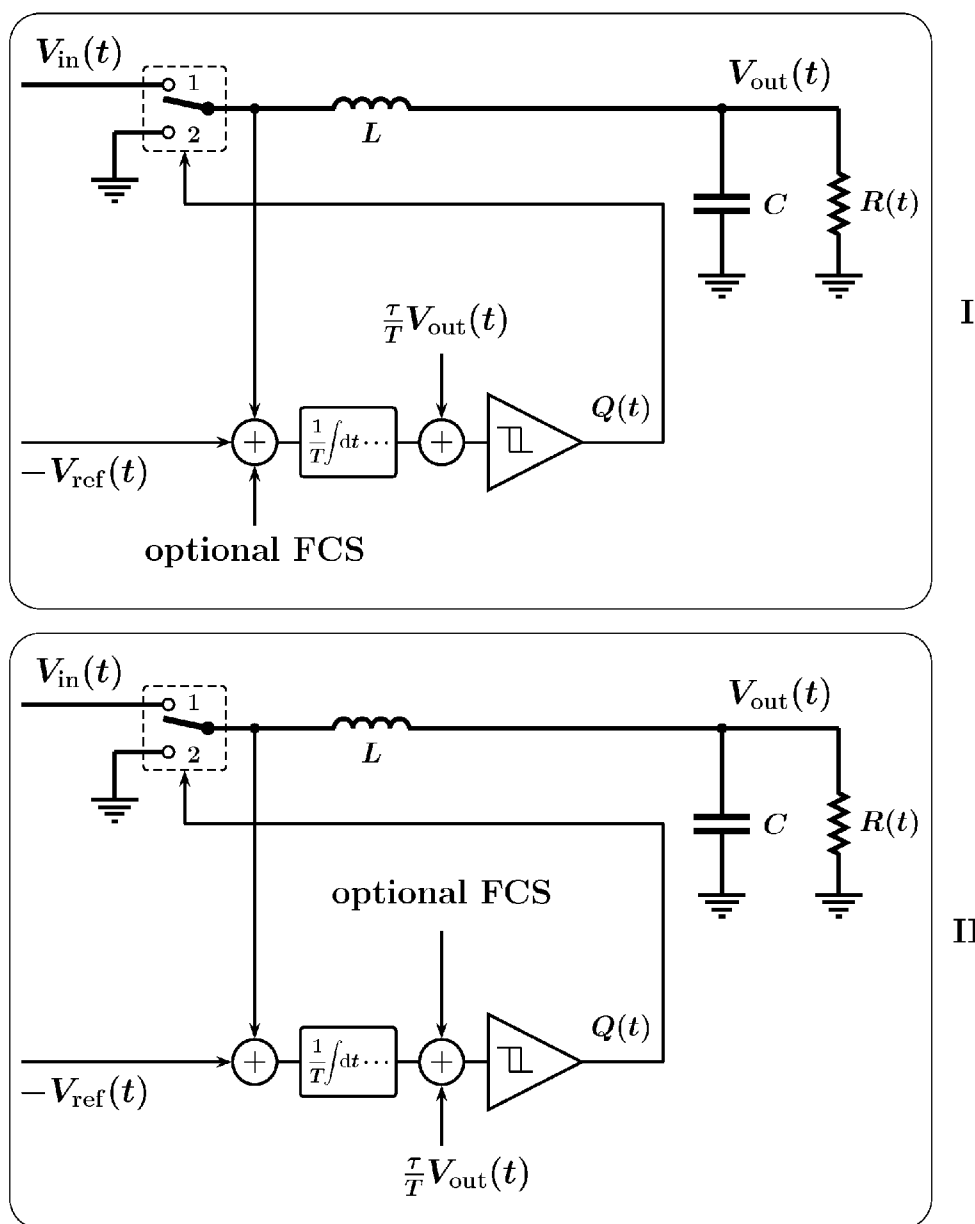 V_in(t)
1
2
L
V_out(t)
C
R(t)
I
τ/T V_out(t)
Q(t)
+
1/T ∫dt ···
+
−V_ref(t)
optional FCS
V_in(t)
1
2
L
V_out(t)
C
R(t)
II
optional FCS
Q(t)
+
1/T ∫dt ···
+
−V_ref(t)
τ/T V_out(t)